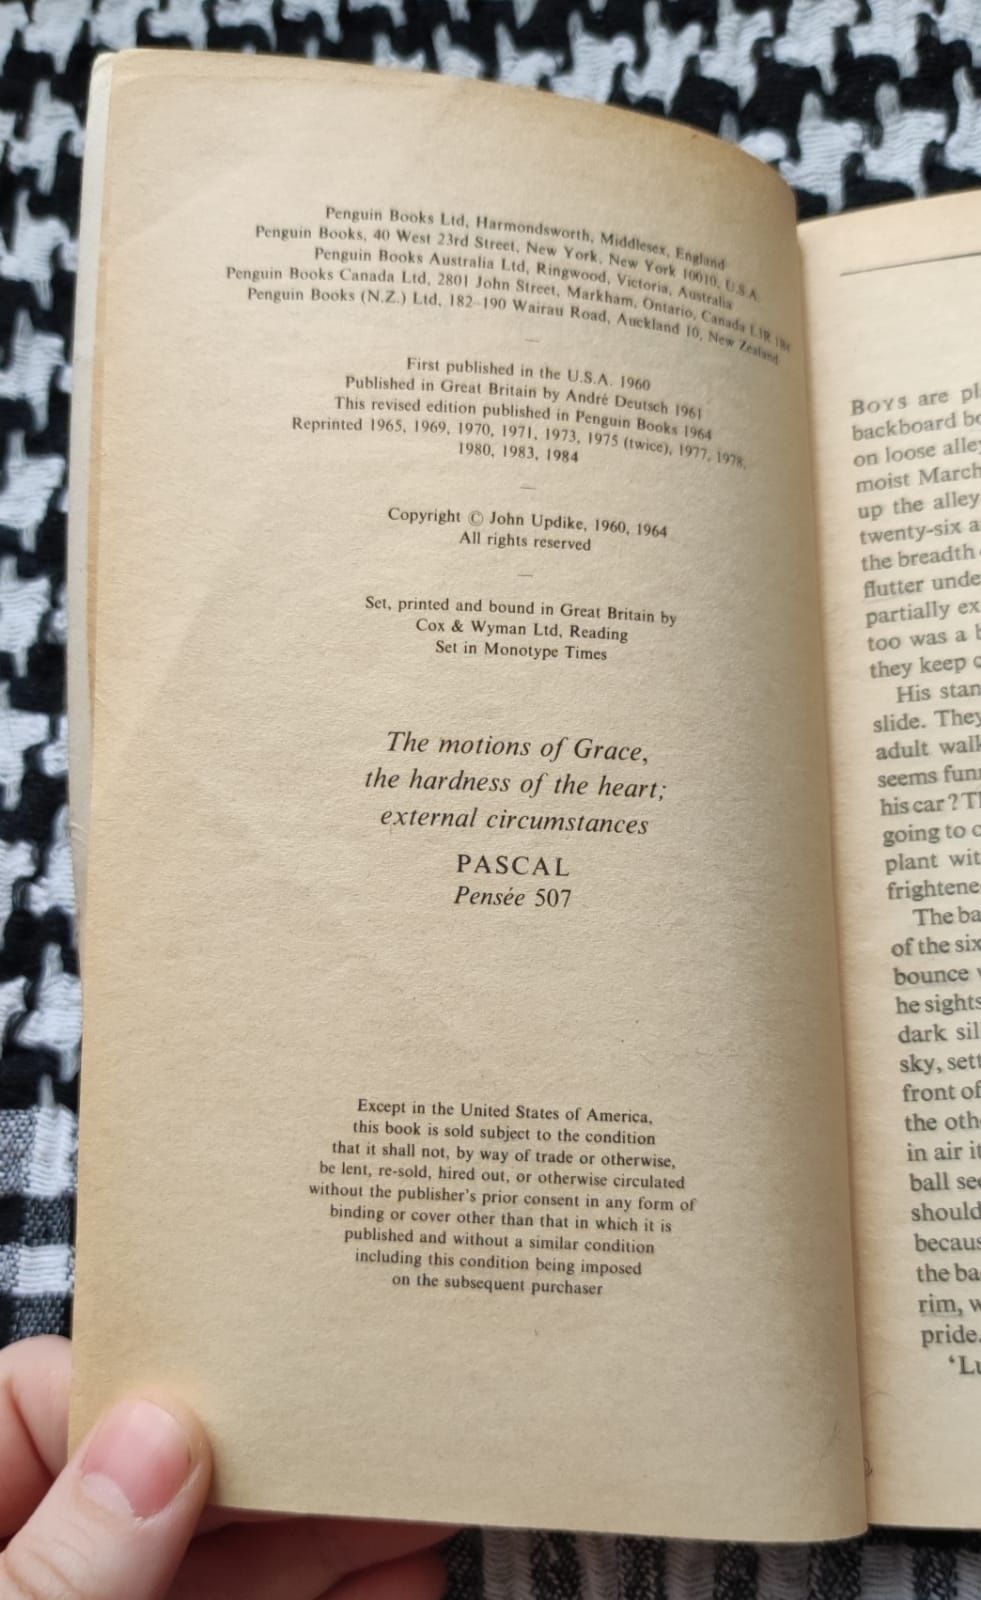 Penguin Books Ltd, Harmondsworth, Middlesex, England
Penguin Books, 40 West 23rd Street, New York, New York 10010, U.S.A.
Penguin Books Australia Ltd, Ringwood, Victoria, Australia
Penguin Books Canada Ltd, 2801 John Street, Markham, Ontario, Canada L3R
Penguin Books (N.Z.) Ltd, 182–190 Wairau Road, Auckland 10, New Zealand
First published in the U.S.A. 1960
Published in Great Britain by André Deutsch 1961
This revised edition published in Penguin Books 1964
Reprinted 1965, 1969, 1970, 1971, 1973, 1975 (twice), 1977, 1978,
1980, 1983, 1984
Copyright © John Updike, 1960, 1964
All rights reserved
Set, printed and bound in Great Britain by
Cox & Wyman Ltd, Reading
Set in Monotype Times
The motions of Grace,
the hardness of the heart;
external circumstances
PASCAL
Pensée 507
Except in the United States of America,
this book is sold subject to the condition
that it shall not, by way of trade or otherwise,
be lent, re-sold, hired out, or otherwise circulated
without the publisher's prior consent in any form of
binding or cover other than that in which it is
published and without a similar condition
including this condition being imposed
on the subsequent purchaser
BOYS are
backboard
on loose
moist March
up the alley
twenty-six
the breadth
flutter
partially
too was a
they keep
His
slide. They
adult
seems
his car?
going to
plant
The
of the
bounce
he sights
dark
sky,
front of
the
in air
ball
should
the
rim,
pride.